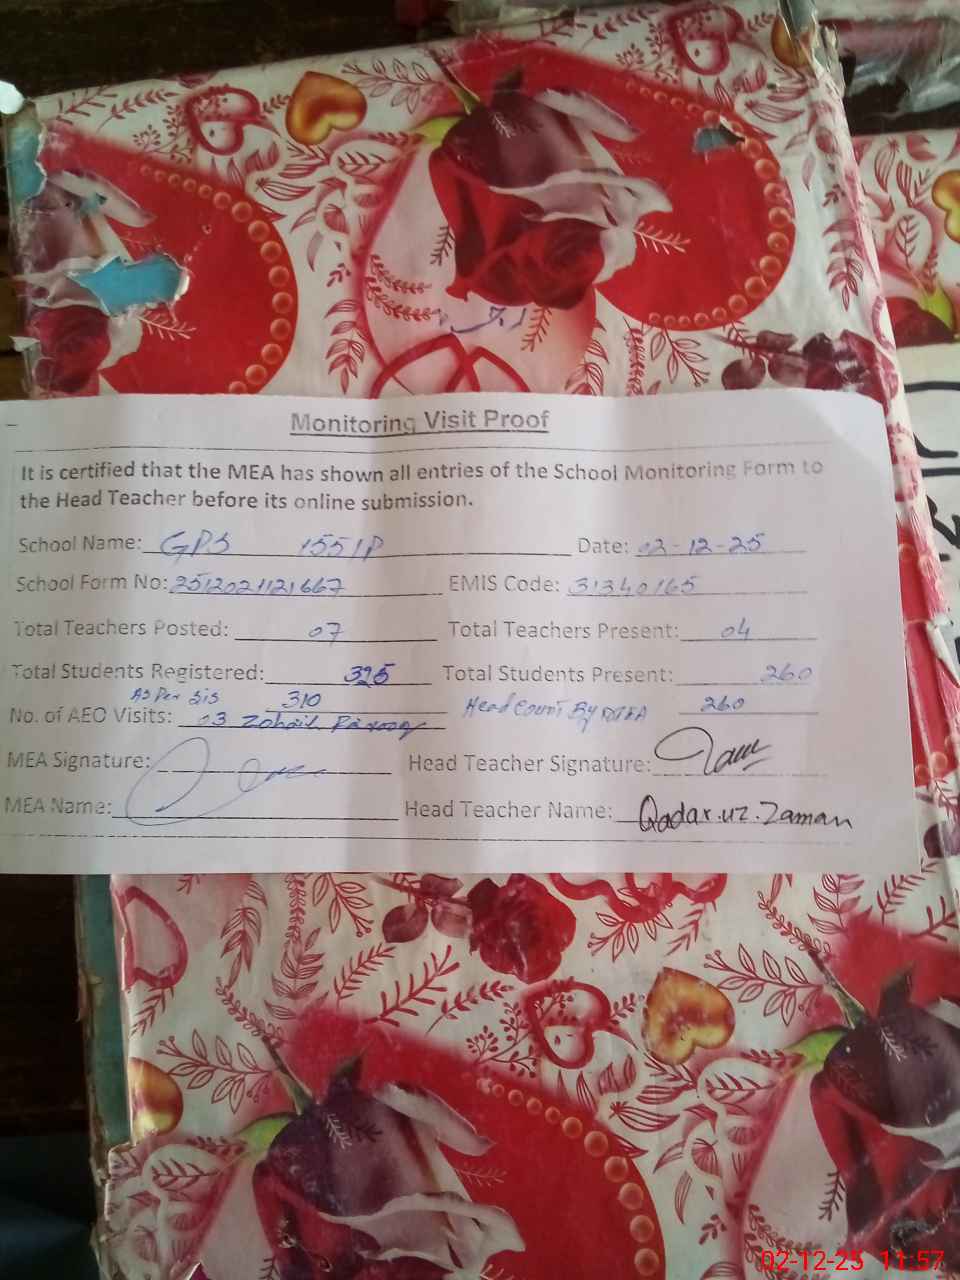 Monitoring Visit Proof
It is certified that the MEA has shown all entries of the School Monitoring Form to
the Head Teacher before its online submission.
School Name: GPS 155 1P Date: 02-12-25
School Form No: 2512021121667 EMIS Code: 31340165
Total Teachers Posted: 07 Total Teachers Present: 04
Total Students Registered: 325 Total Students Present: 260
As Per Sis 310 Head Count By MEA 260
No. of AEO Visits: 03 Zohaib
MEA Signature: Head Teacher Signature:
MEA Name: Head Teacher Name: Qadar.uz.Zaman
02-12-25 11:57